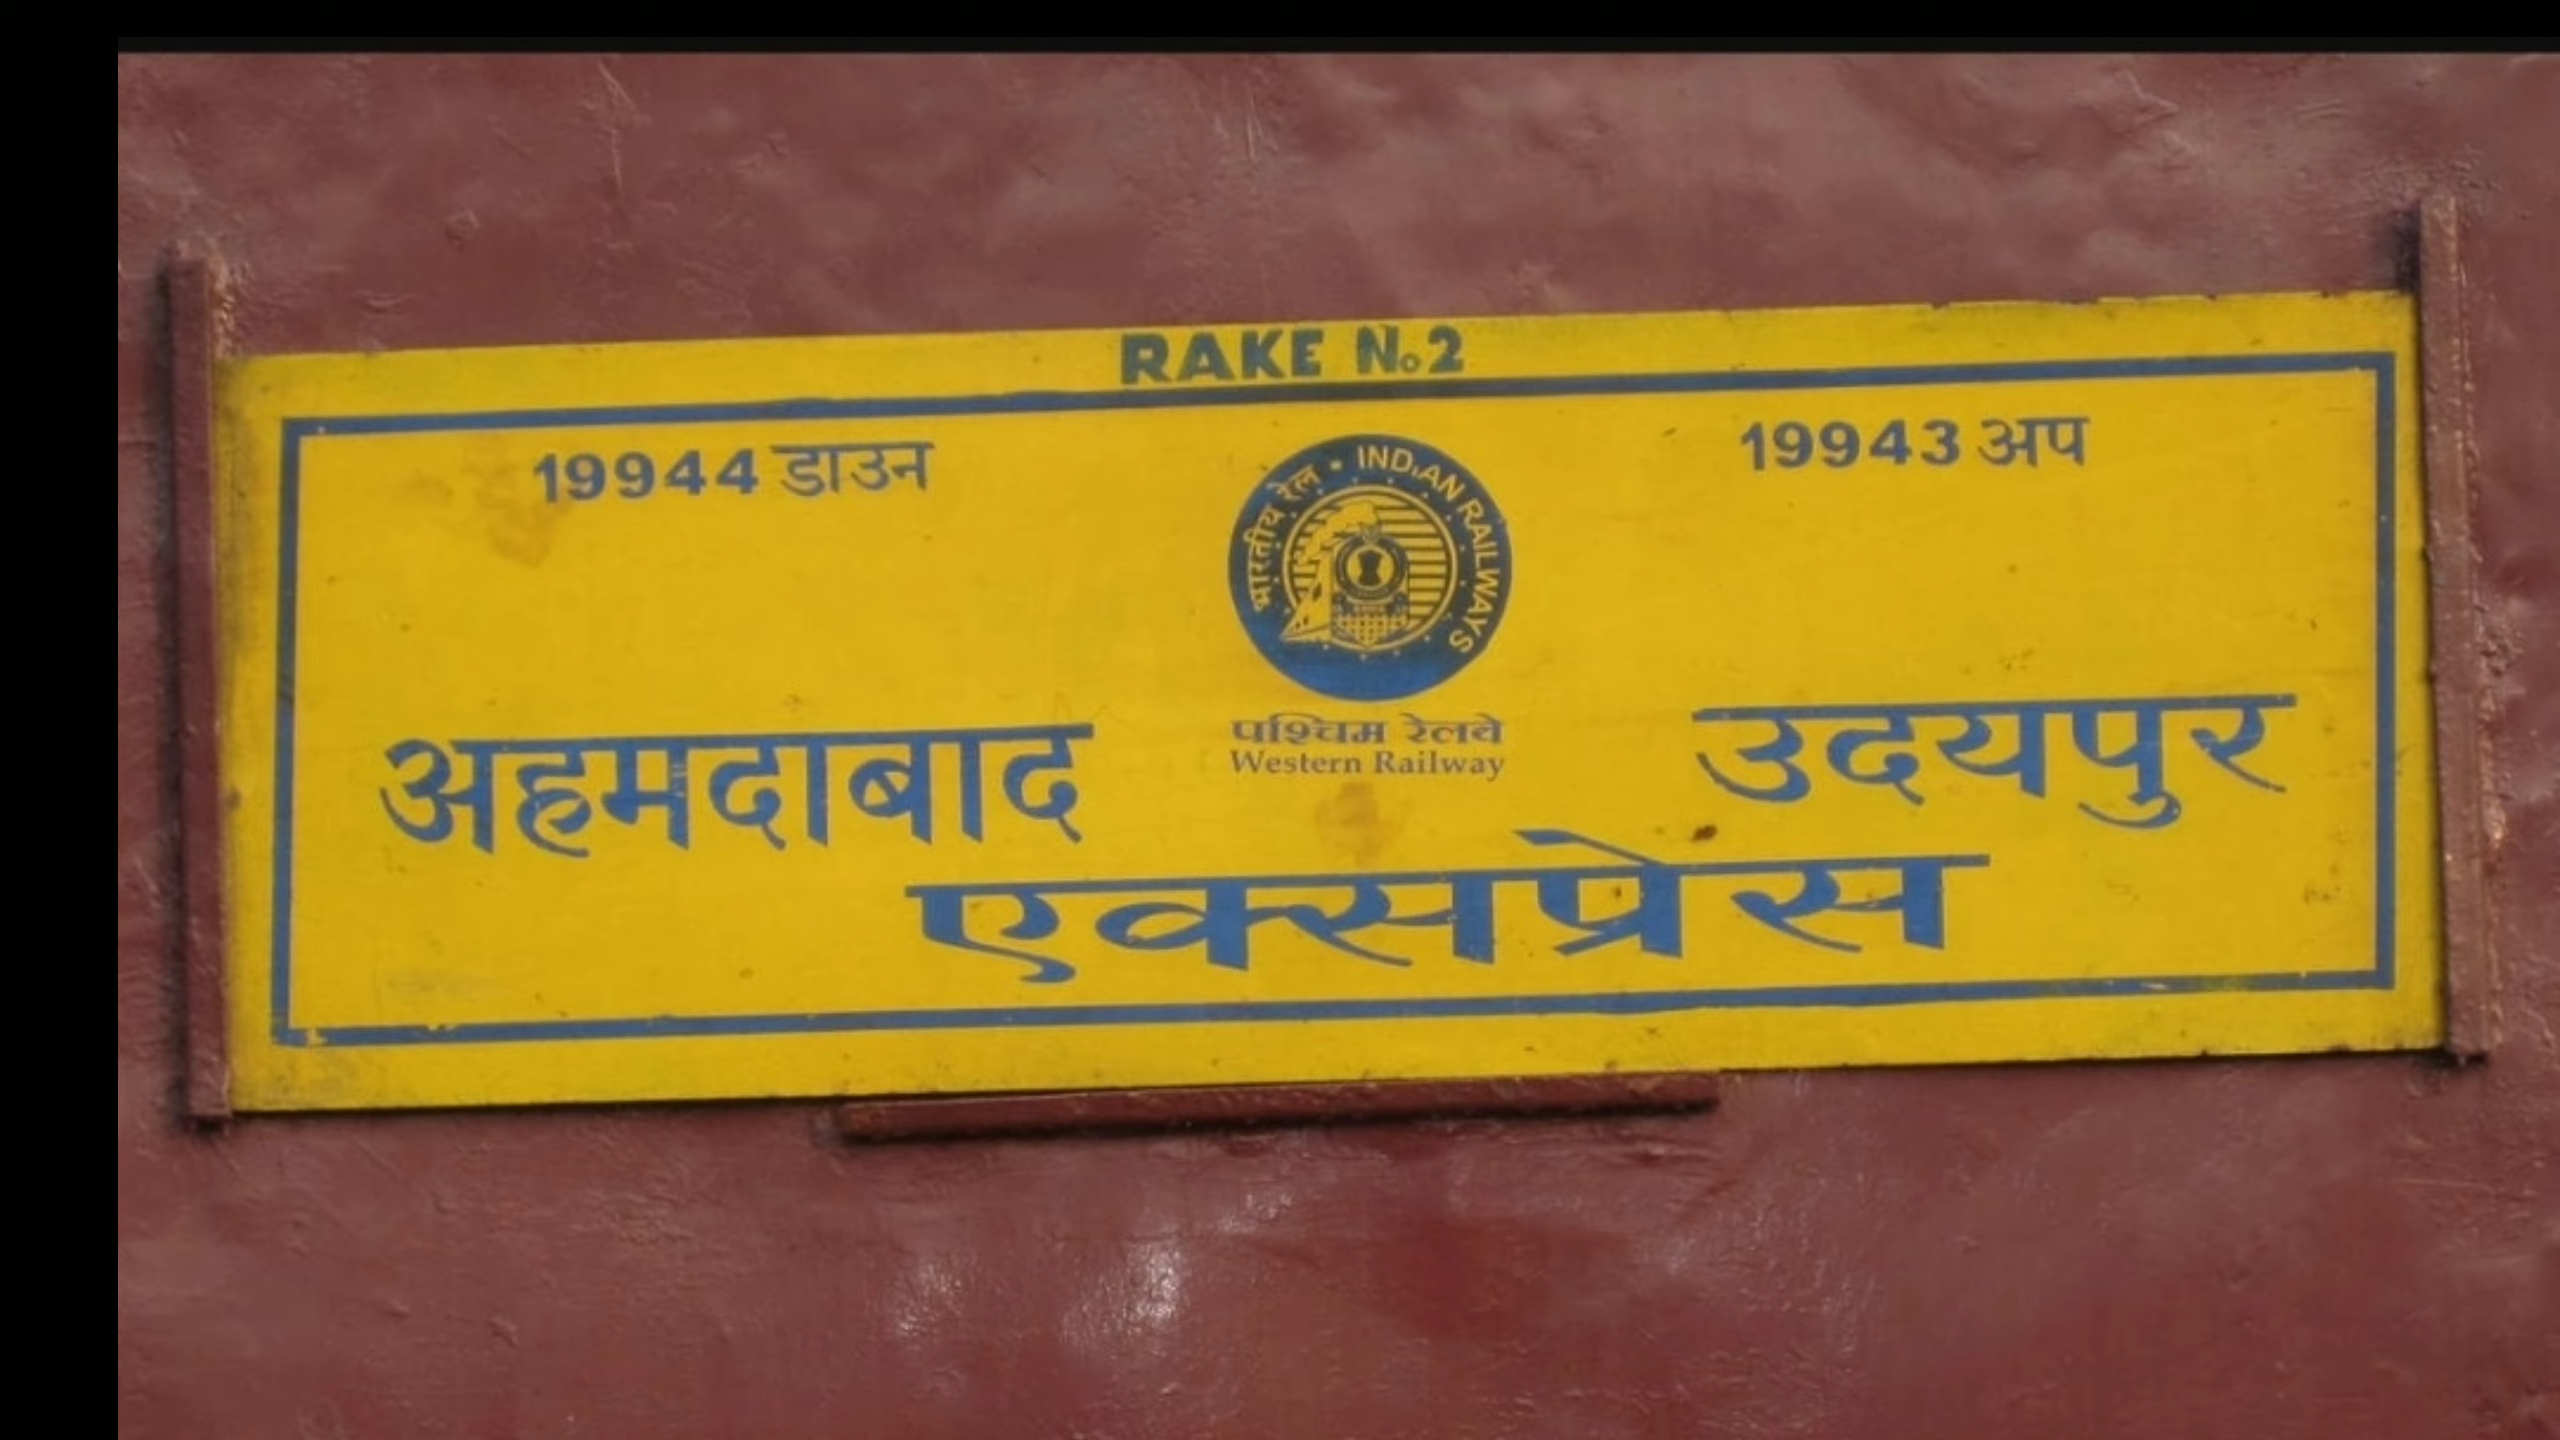 RAKE No 2
19944 डाउन
19943 अप
भारतीय रेल • INDIAN RAILWAYS
पश्चिम रेलवे
Western Railway
अहमदाबाद
उदयपुर
एक्सप्रेस